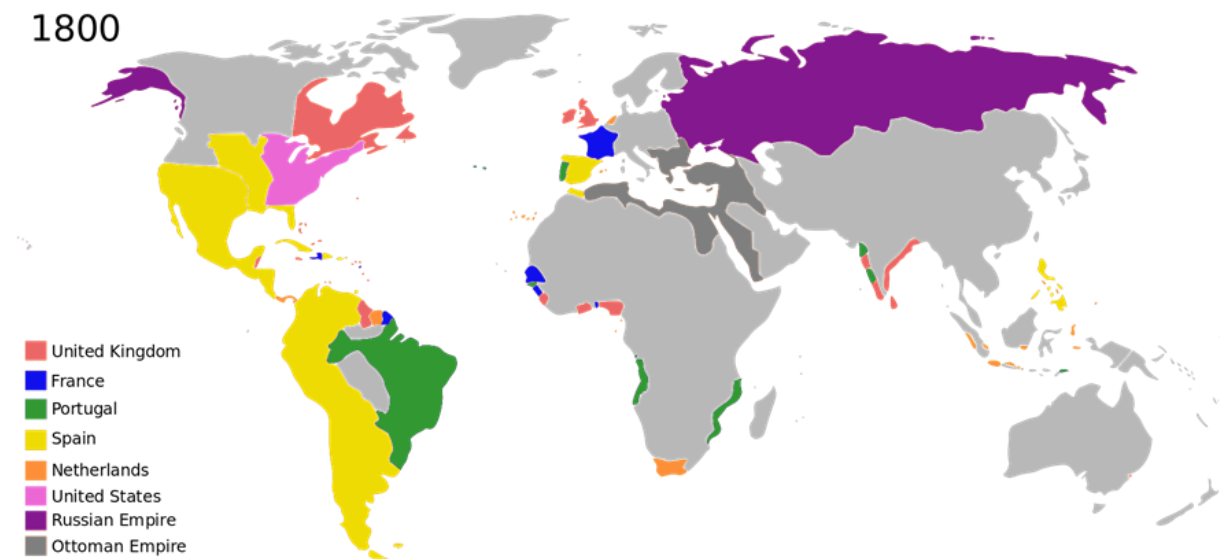 1800
United Kingdom
France
Portugal
Spain
Netherlands
United States
Russian Empire
Ottoman Empire